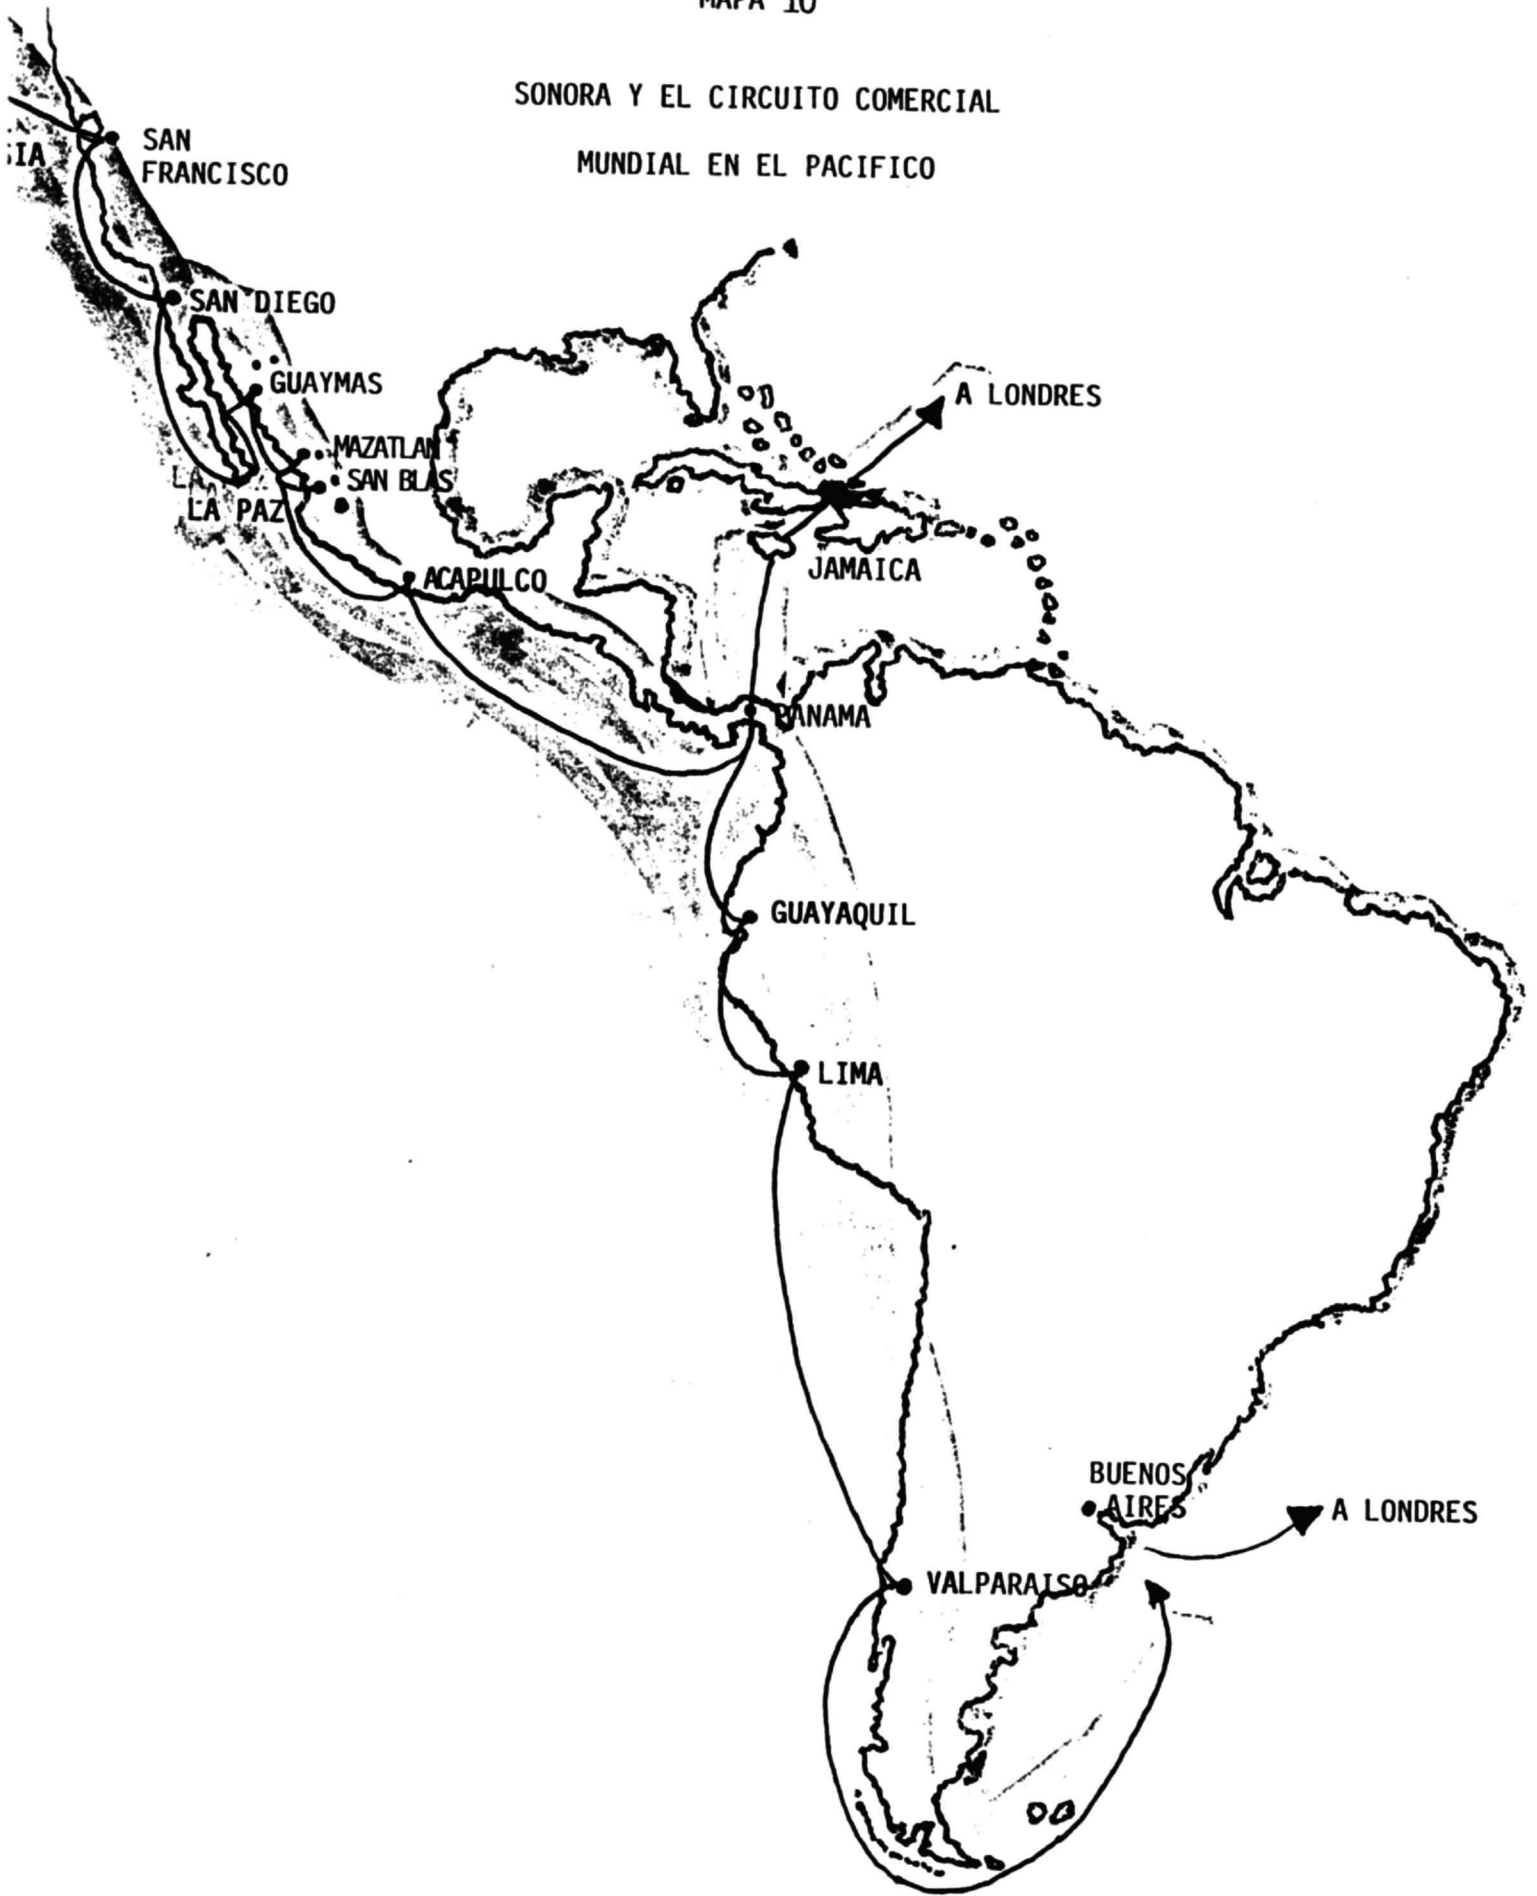 MAPA 10
SONORA Y EL CIRCUITO COMERCIAL
MUNDIAL EN EL PACIFICO
SAN
FRANCISCO
SAN DIEGO
GUAYMAS
A LONDRES
MAZATLAN
SAN BLAS
LA
LA PAZ
JAMAICA
ACAPULCO
PANAMA
GUAYAQUIL
LIMA
BUENOS
AIRES
A LONDRES
VALPARAISO